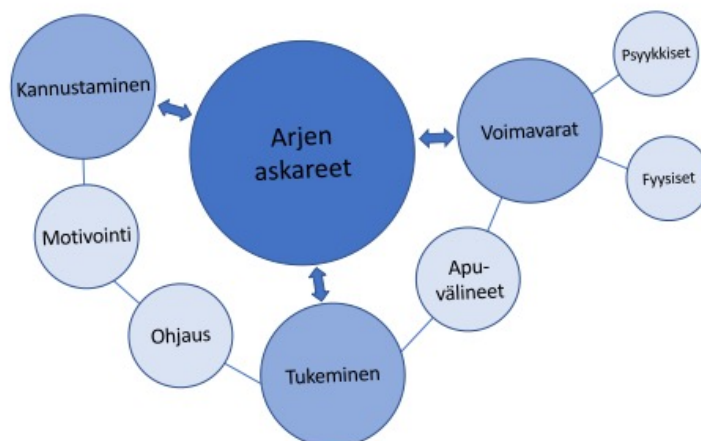 Kannustaminen
Arjen
askareet
Voimavarat
Psyykkiset
Fyysiset
Motivointi
Apu-
välineet
Ohjaus
Tukeminen